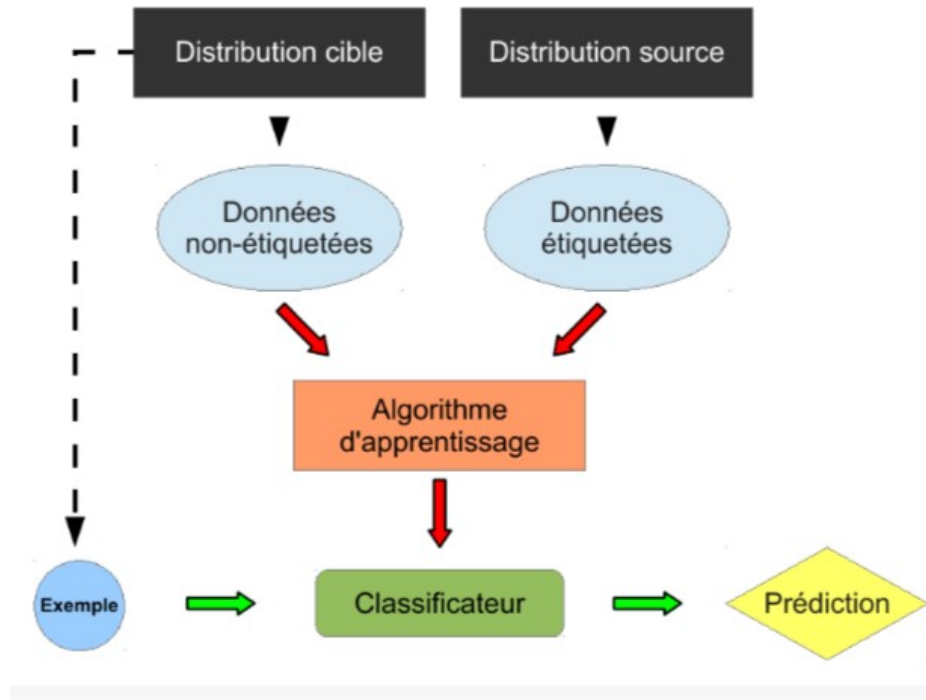 Distribution cible
Distribution source
Données
non-étiquetées
Données
étiquetées
Algorithme
d'apprentissage
Exemple
Classificateur
Prédiction